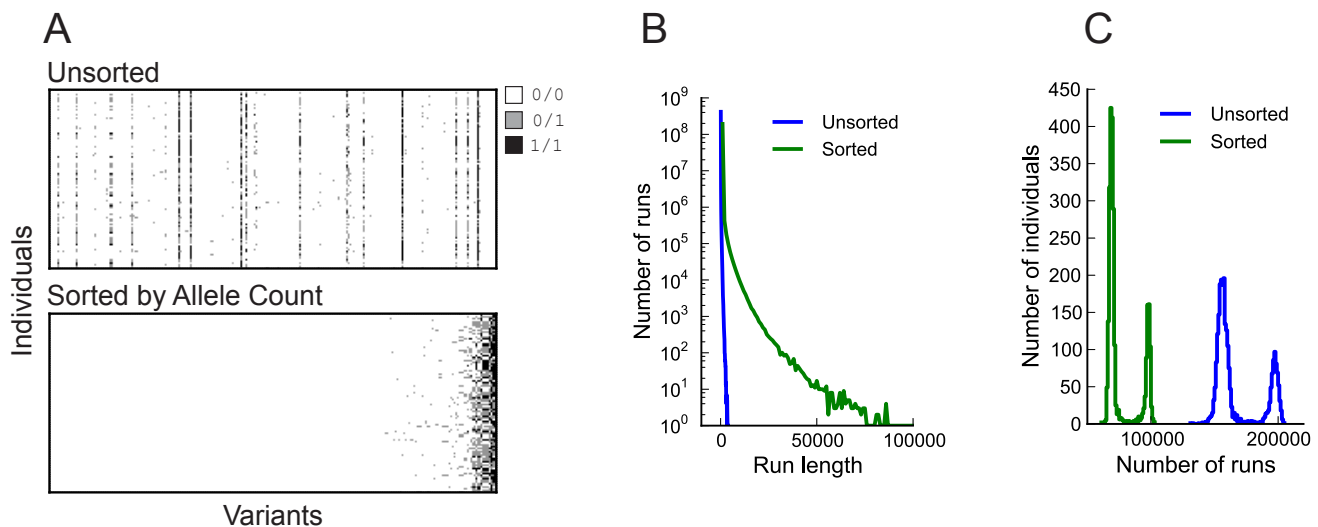 A
Unsorted
0/0
0/1
1/1
Sorted by Allele Count
Individuals
Variants
B
10^9
10^8
10^7
10^6
10^5
10^4
10^3
10^2
10^1
10^0
Number of runs
Unsorted
Sorted
0
50000
100000
Run length
C
450
400
350
300
250
200
150
100
50
0
Number of individuals
Unsorted
Sorted
100000
200000
Number of runs